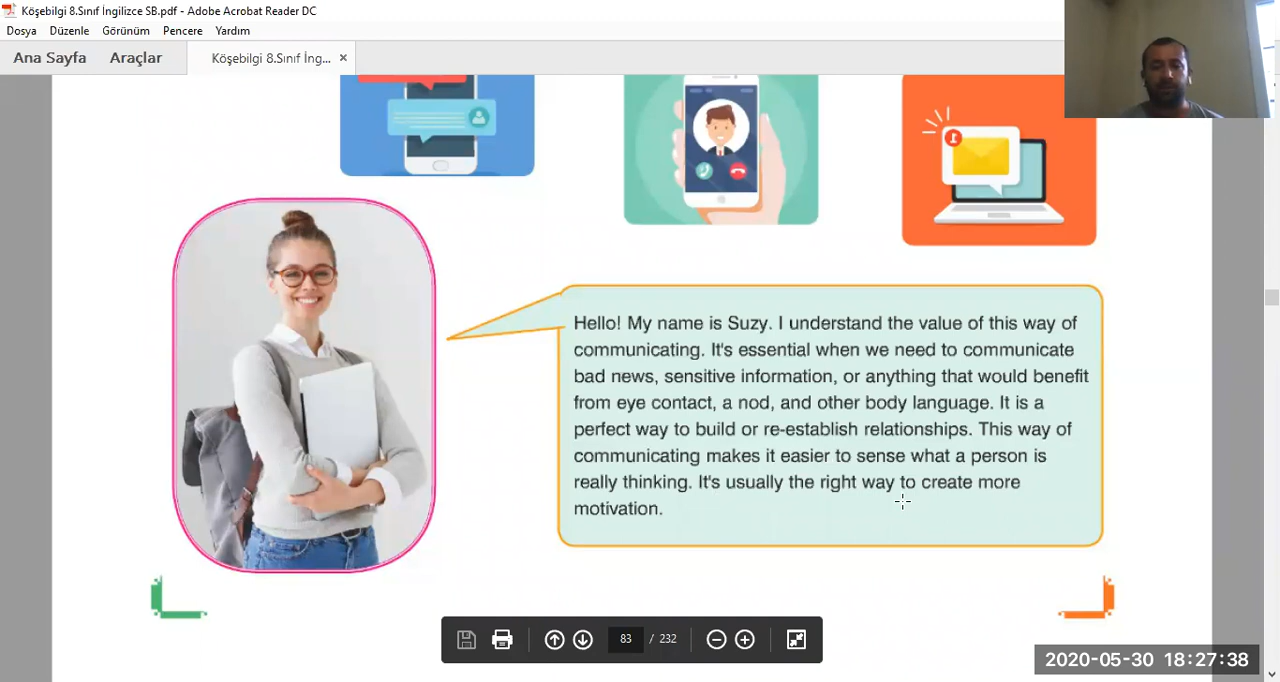 Köşebilgi 8.Sınıf İngilizce SB.pdf - Adobe Acrobat Reader DC
Dosya Düzenle Görünüm Pencere Yardım
Ana Sayfa Araçlar Köşebilgi 8.Sınıf İng... ×
1
Hello! My name is Suzy. I understand the value of this way of
communicating. It's essential when we need to communicate
bad news, sensitive information, or anything that would benefit
from eye contact, a nod, and other body language. It is a
perfect way to build or re-establish relationships. This way of
communicating makes it easier to sense what a person is
really thinking. It's usually the right way to create more
motivation.
83 / 232
2020-05-30 18:27:38